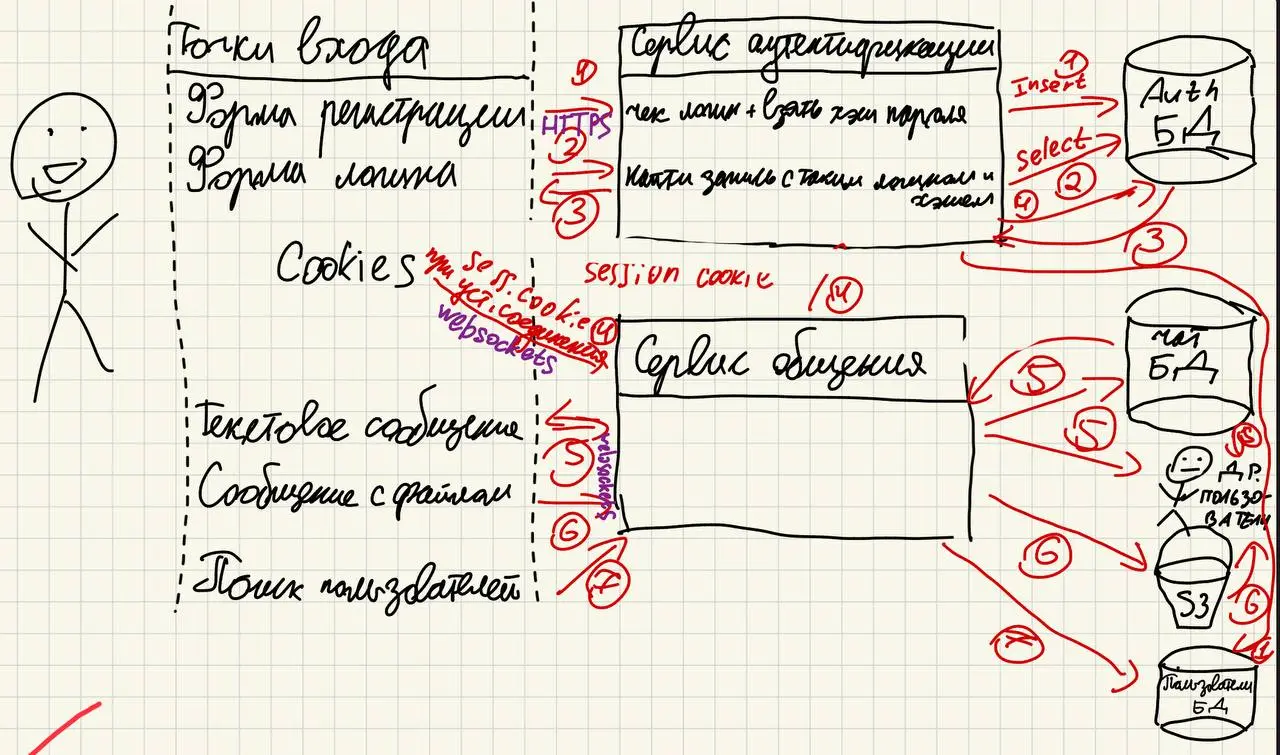 Точки входа
Форма регистрации
Форма логина
Cookies
Текстовое сообщение
Сообщение с файлом
Поиск пользователей
1
HTTPS
2
3
при sess.cookie
уст. соединения
4
websockets
5
websockets
6
7
Сервис аутентификации
чек логин + взять хэш пароля
Найти запись с таким логином и
хэшем
session cookie
4
Сервис общения
1
Insert
select
2
4
3
5
5
6
7
Auth
БД
чат
БД
5
др.
пользо-
ватели
S3
6
1
Пользователи
БД